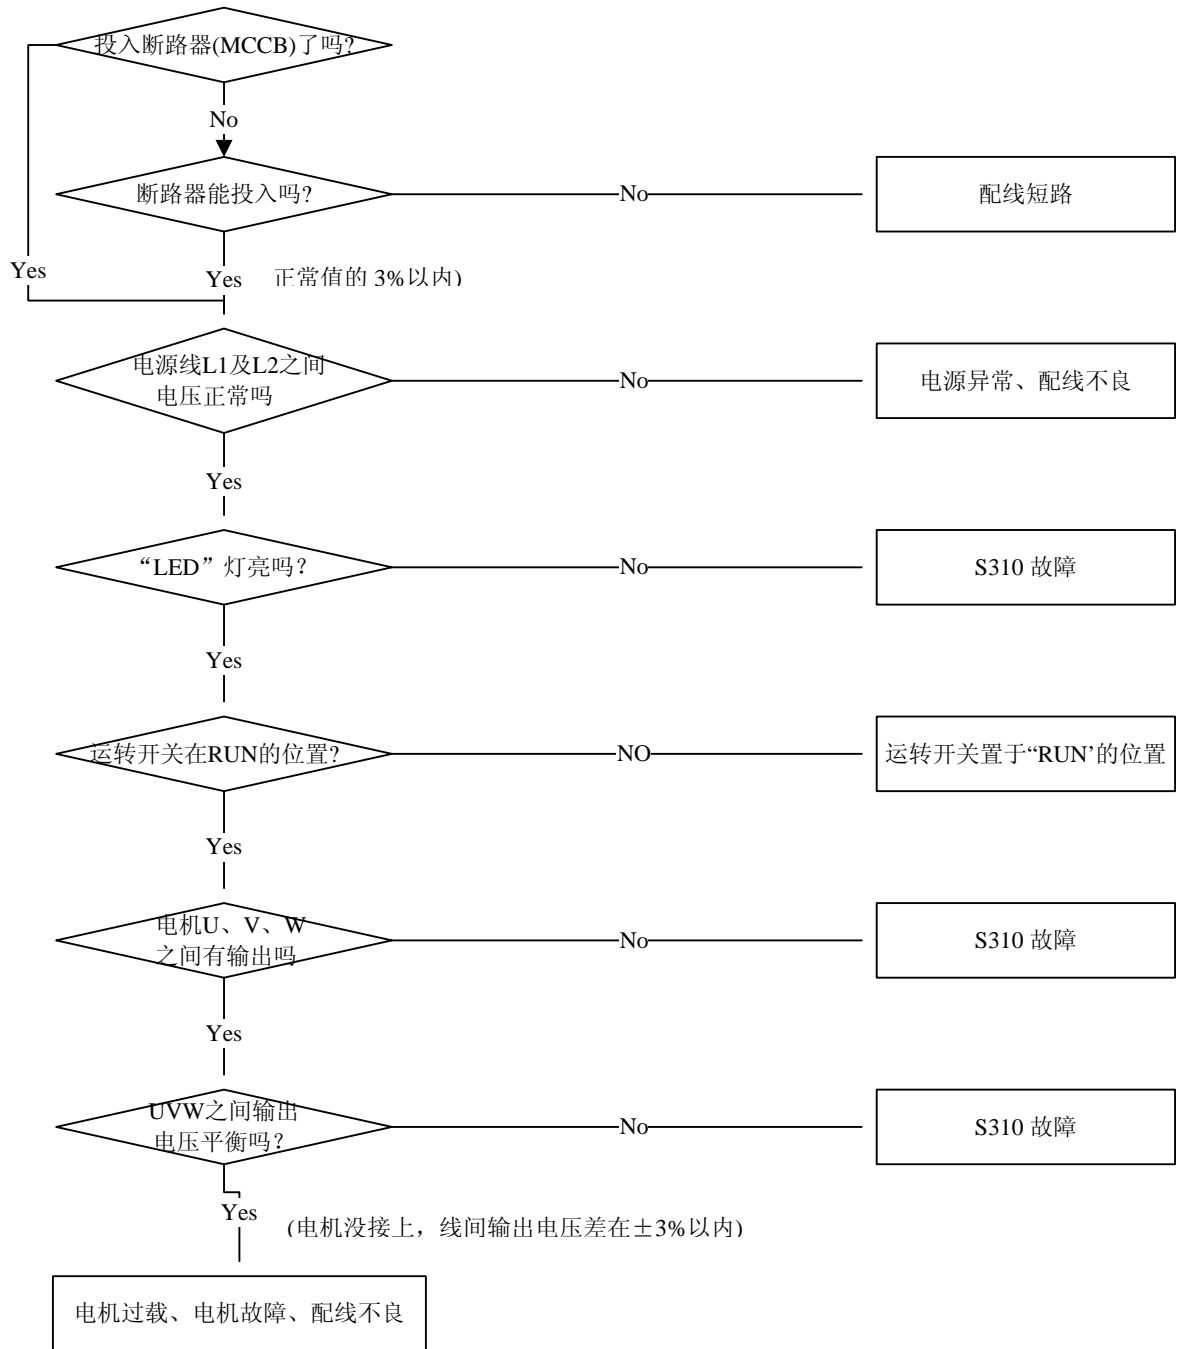 投入断路器(MCCB)了吗?
No
断路器能投入吗?
No
配线短路
Yes
Yes
正常值的 3%以内)
电源线L1及L2之间
电压正常吗
No
电源异常、配线不良
Yes
“LED”灯亮吗?
No
S310 故障
Yes
运转开关在RUN的位置?
NO
运转开关置于“RUN’的位置
Yes
电机U、V、W
之间有输出吗
No
S310 故障
Yes
UVW之间输出
电压平衡吗?
No
S310 故障
Yes
(电机没接上，线间输出电压差在±3%以内)
电机过载、电机故障、配线不良